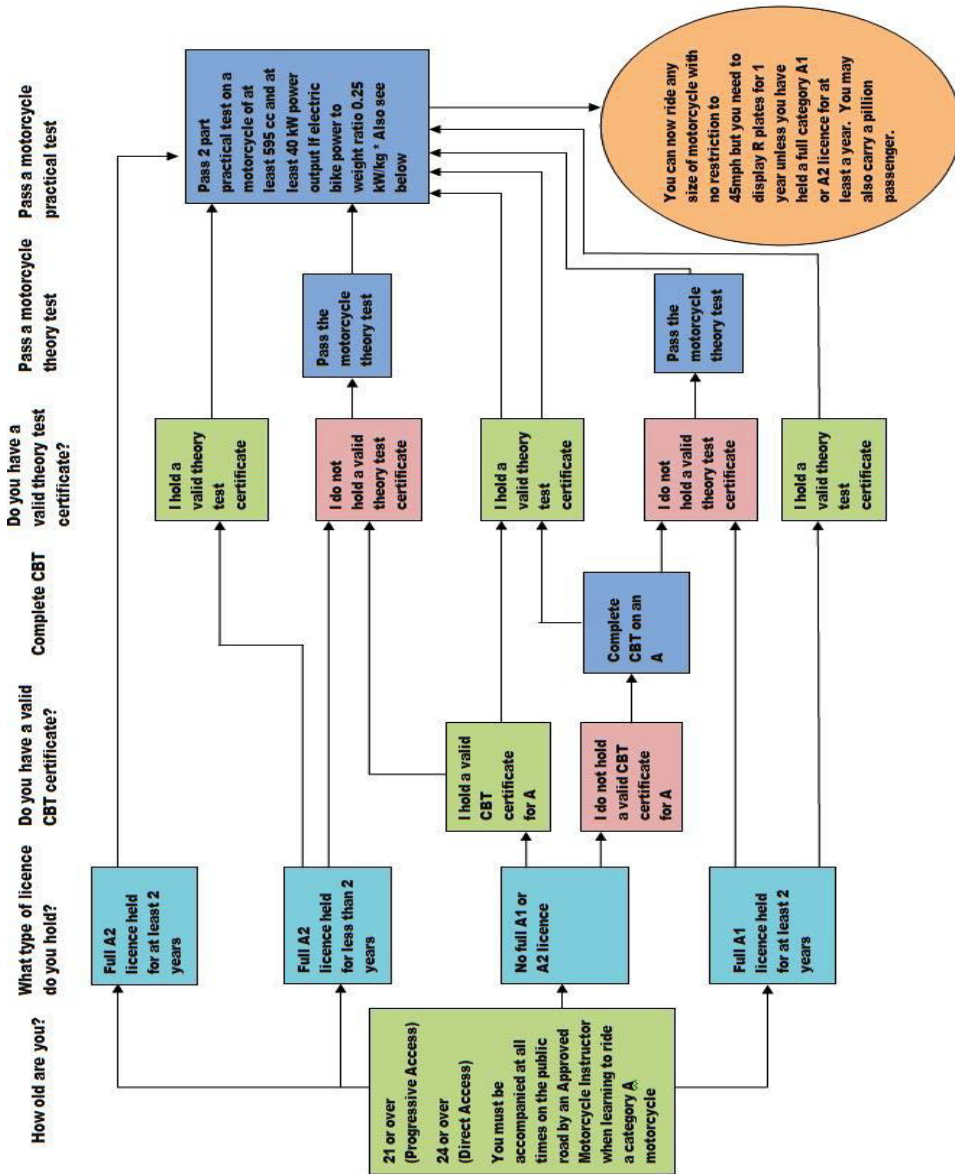 How old are you?
What type of licence
do you hold?
Do you have a valid
CBT certificate?
Complete CBT
Do you have a
valid theory test
certificate?
Pass a motorcycle
theory test
Pass a motorcycle
practical test
21 or over
(Progressive Access)
24 or over
(Direct Access)
You must be
accompanied at all
times on the public
road by an Approved
Motorcycle Instructor
when learning to ride
a category A
motorcycle
Full A2
licence held
for at least 2
years
Full A2
licence held
for less than 2
years
No full A1 or
A2 licence
Full A1
licence held
for at least 2
years
I hold a valid
CBT
certificate
for A
I do not hold
a valid CBT
certificate
for A
Complete
CBT on an
A
I hold a
valid theory
test
certificate
I do not
hold a valid
theory test
certificate
I hold a
valid theory
test
certificate
I do not
hold a valid
theory test
certificate
I hold a
valid theory
test
certificate
Pass the
motorcycle
theory test
Pass the
motorcycle
theory test
Pass 2 part
practical test on a
motorcycle of at
least 595 cc and at
least 40 kW power
output If electric
bike power to
weight ratio 0.25
kW/kg * Also see
below
You can now ride any
size of motorcycle with
no restriction to
45mph but you need to
display R plates for 1
year unless you have
held a full category A1
or A2 licence for at
least a year. You may
also carry a pillion
passenger.